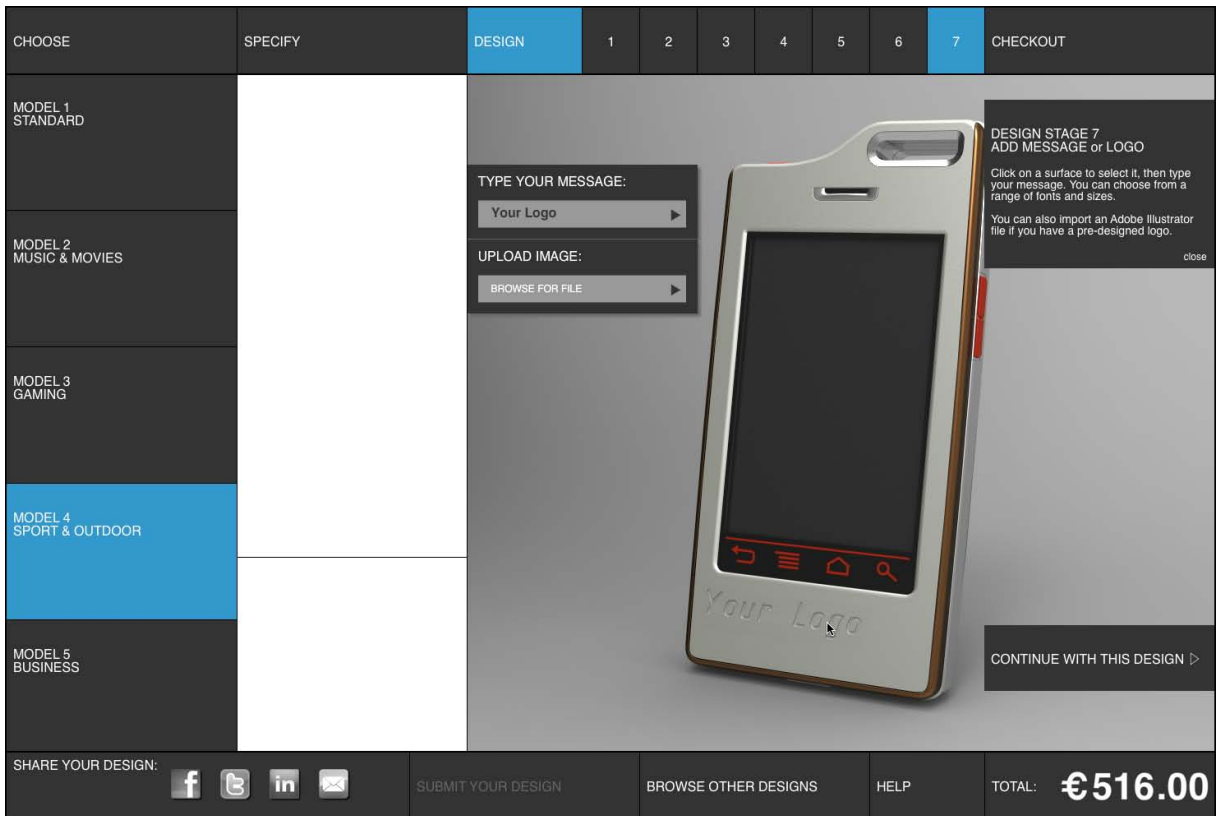 CHOOSE
SPECIFY
DESIGN
1
2
3
4
5
6
7
CHECKOUT
MODEL 1
STANDARD
MODEL 2
MUSIC & MOVIES
MODEL 3
GAMING
MODEL 4
SPORT & OUTDOOR
MODEL 5
BUSINESS
TYPE YOUR MESSAGE:
Your Logo
UPLOAD IMAGE:
BROWSE FOR FILE
Your Logo
DESIGN STAGE 7
ADD MESSAGE or LOGO
Click on a surface to select it, then type
your message. You can choose from a
range of fonts and sizes.
You can also import an Adobe Illustrator
file if you have a pre-designed logo.
close
CONTINUE WITH THIS DESIGN
SHARE YOUR DESIGN:
f
t
in
SUBMIT YOUR DESIGN
BROWSE OTHER DESIGNS
HELP
TOTAL: €516.00